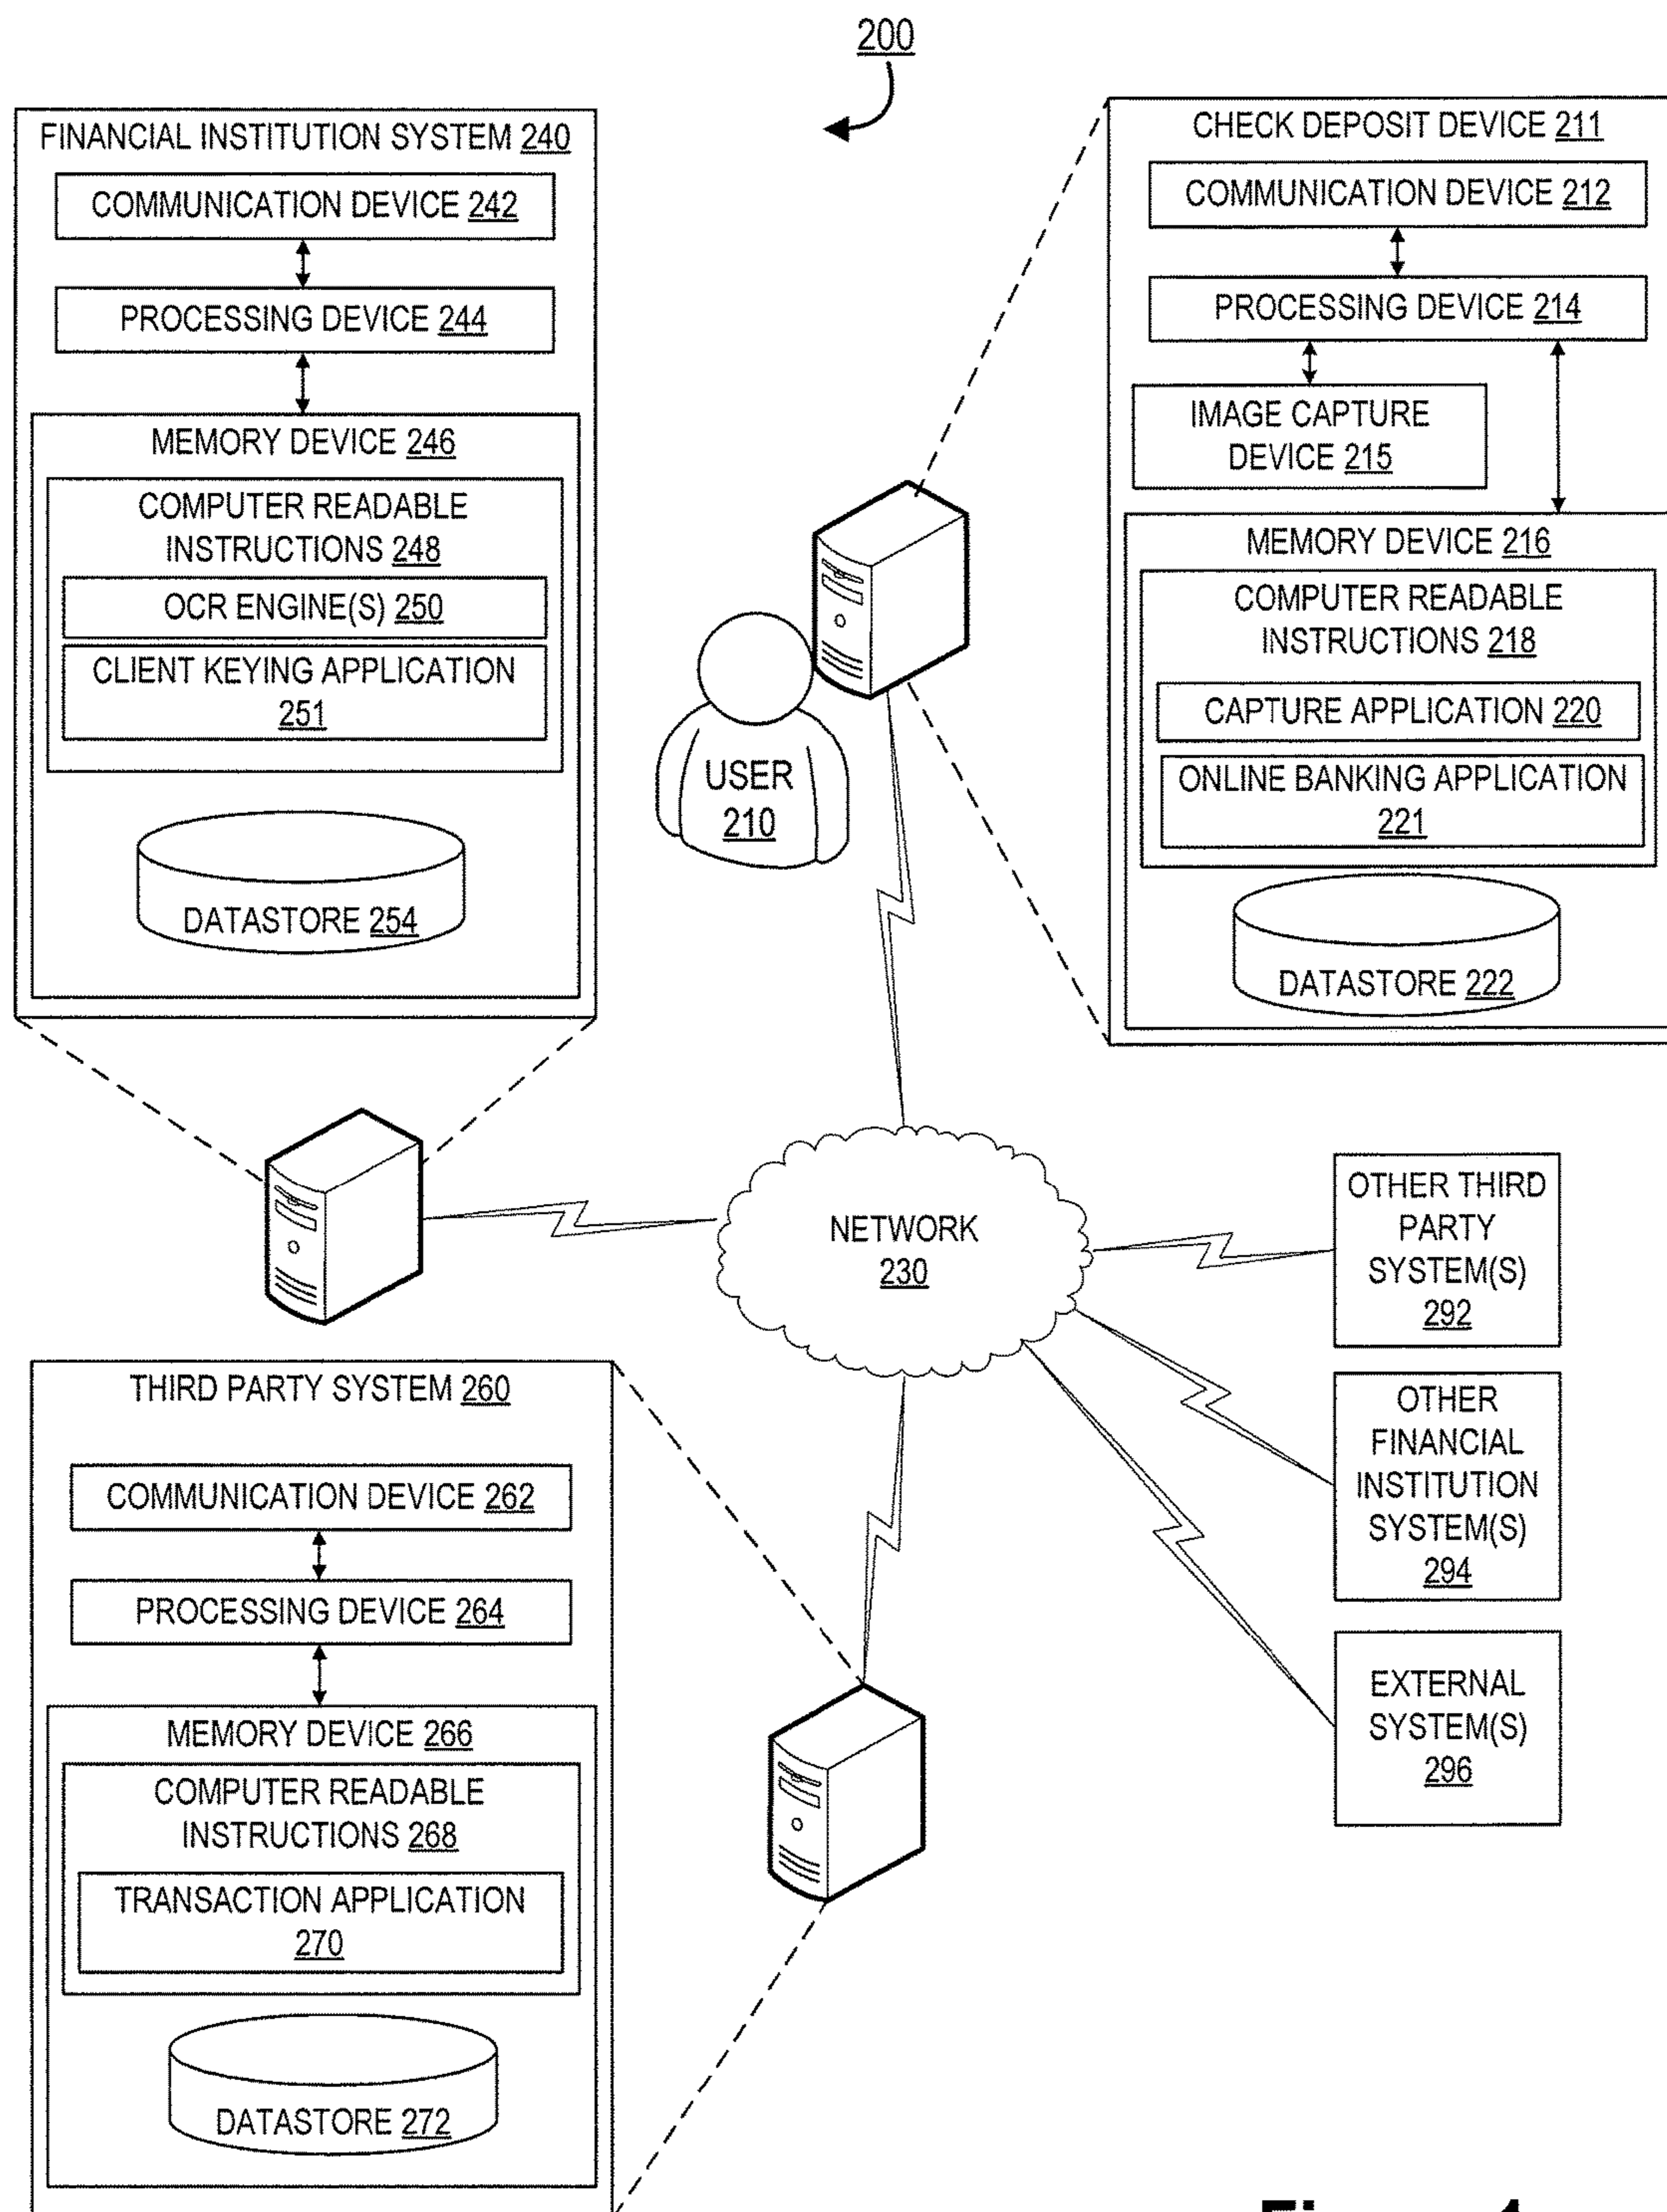 200
FINANCIAL INSTITUTION SYSTEM 240
COMMUNICATION DEVICE 242
PROCESSING DEVICE 244
MEMORY DEVICE 246
COMPUTER READABLE
INSTRUCTIONS 248
OCR ENGINE(S) 250
CLIENT KEYING APPLICATION
251
DATASTORE 254
CHECK DEPOSIT DEVICE 211
COMMUNICATION DEVICE 212
PROCESSING DEVICE 214
IMAGE CAPTURE
DEVICE 215
MEMORY DEVICE 216
COMPUTER READABLE
INSTRUCTIONS 218
CAPTURE APPLICATION 220
ONLINE BANKING APPLICATION
221
DATASTORE 222
USER
210
NETWORK
230
OTHER THIRD
PARTY
SYSTEM(S)
292
OTHER
FINANCIAL
INSTITUTION
SYSTEM(S)
294
EXTERNAL
SYSTEM(S)
296
THIRD PARTY SYSTEM 260
COMMUNICATION DEVICE 262
PROCESSING DEVICE 264
MEMORY DEVICE 266
COMPUTER READABLE
INSTRUCTIONS 268
TRANSACTION APPLICATION
270
DATASTORE 272